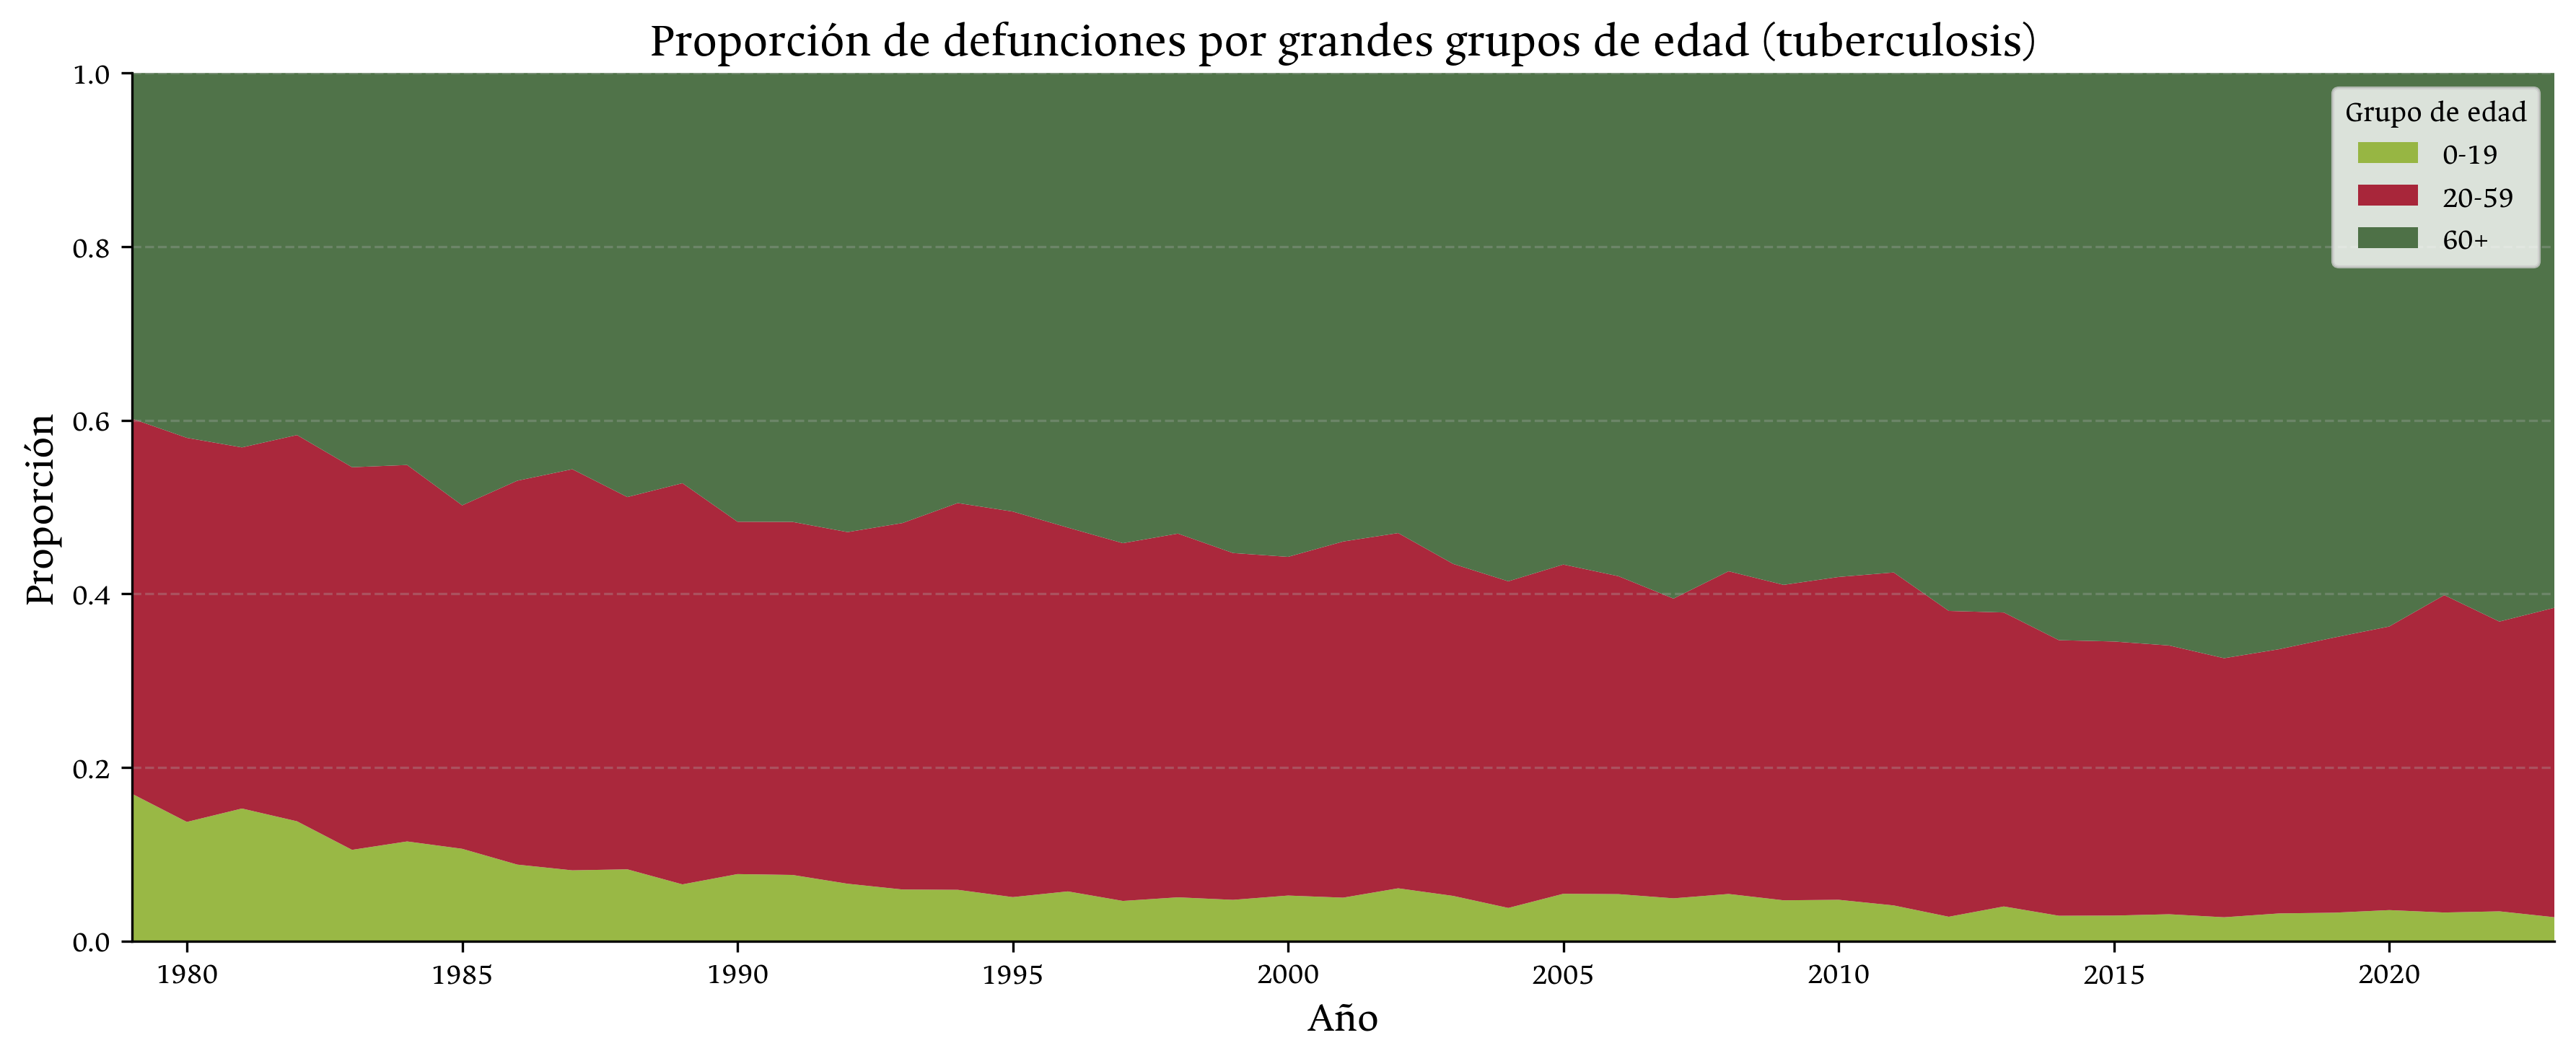 Proporción de defunciones por grandes grupos de edad (tuberculosis)
1.0
0.8
0.6
0.4
0.2
0.0
Proporción
Grupo de edad
0-19
20-59
60+
1980 1985 1990 1995 2000 2005 2010 2015 2020
Año